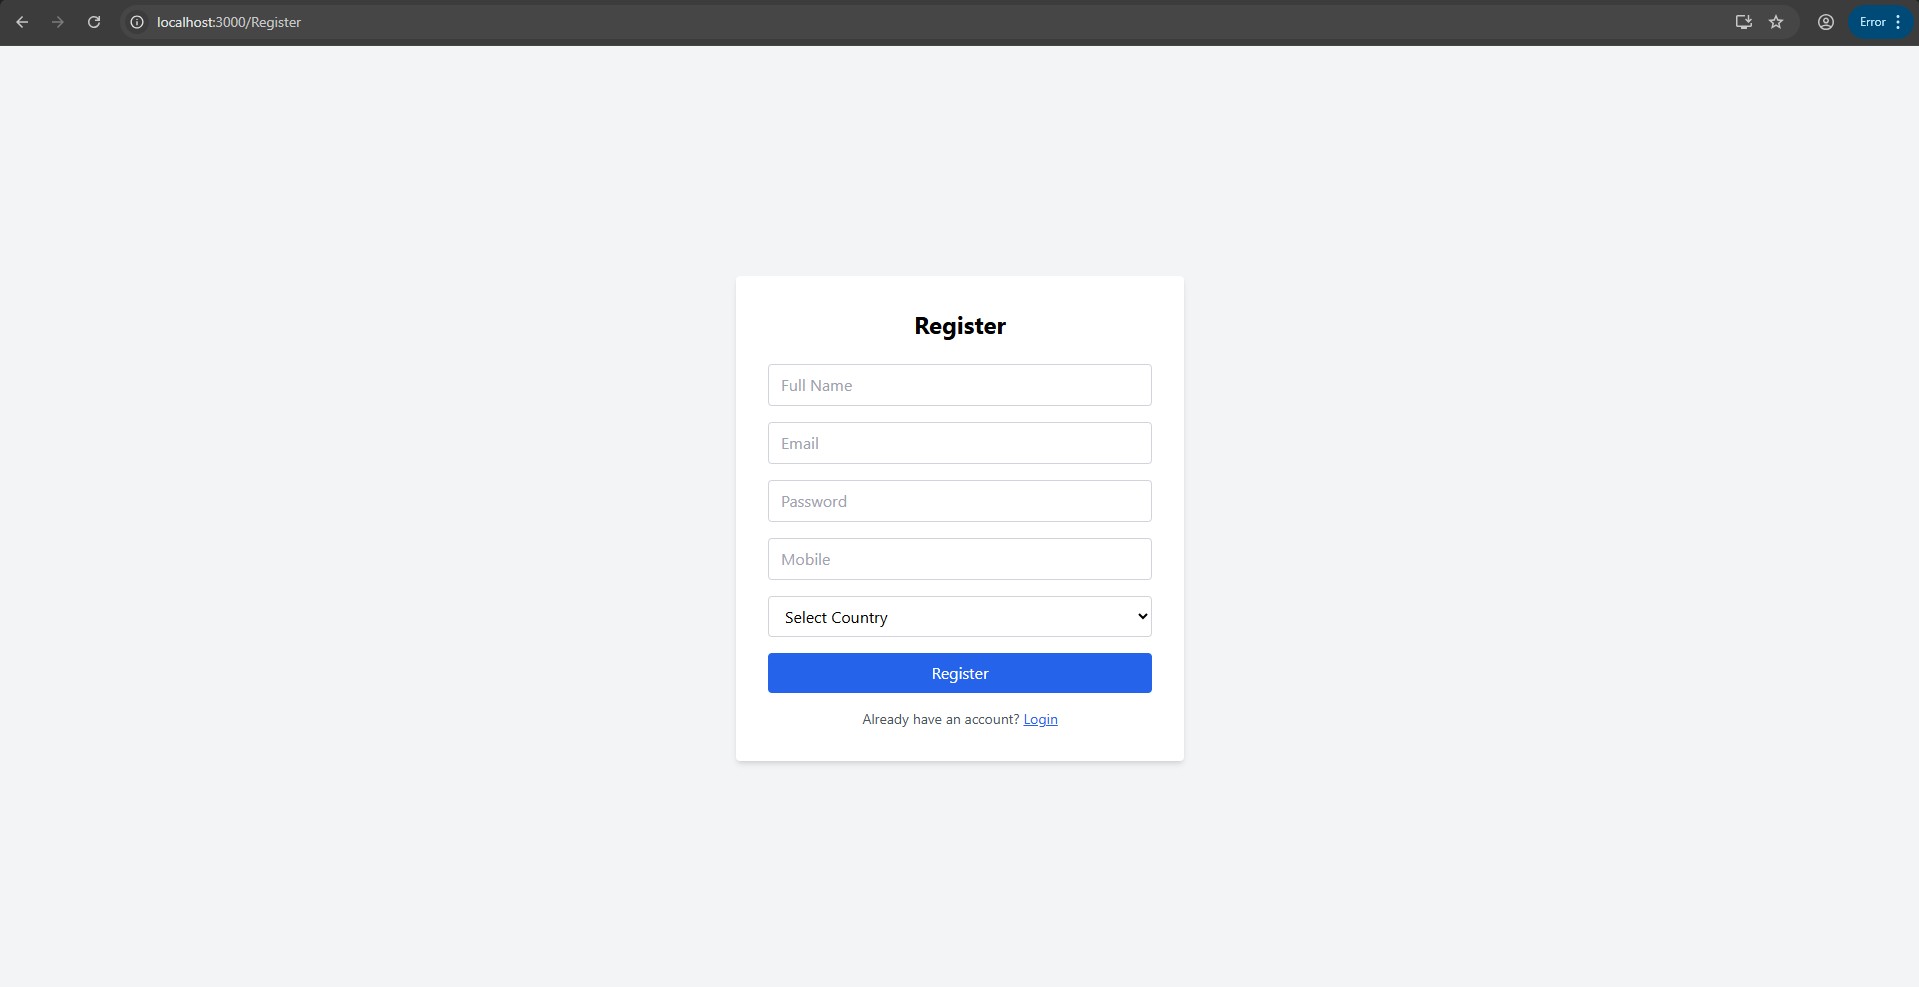 localhost:3000/Register
Error
Register
Full Name
Email
Password
Mobile
Select Country
Register
Already have an account? Login